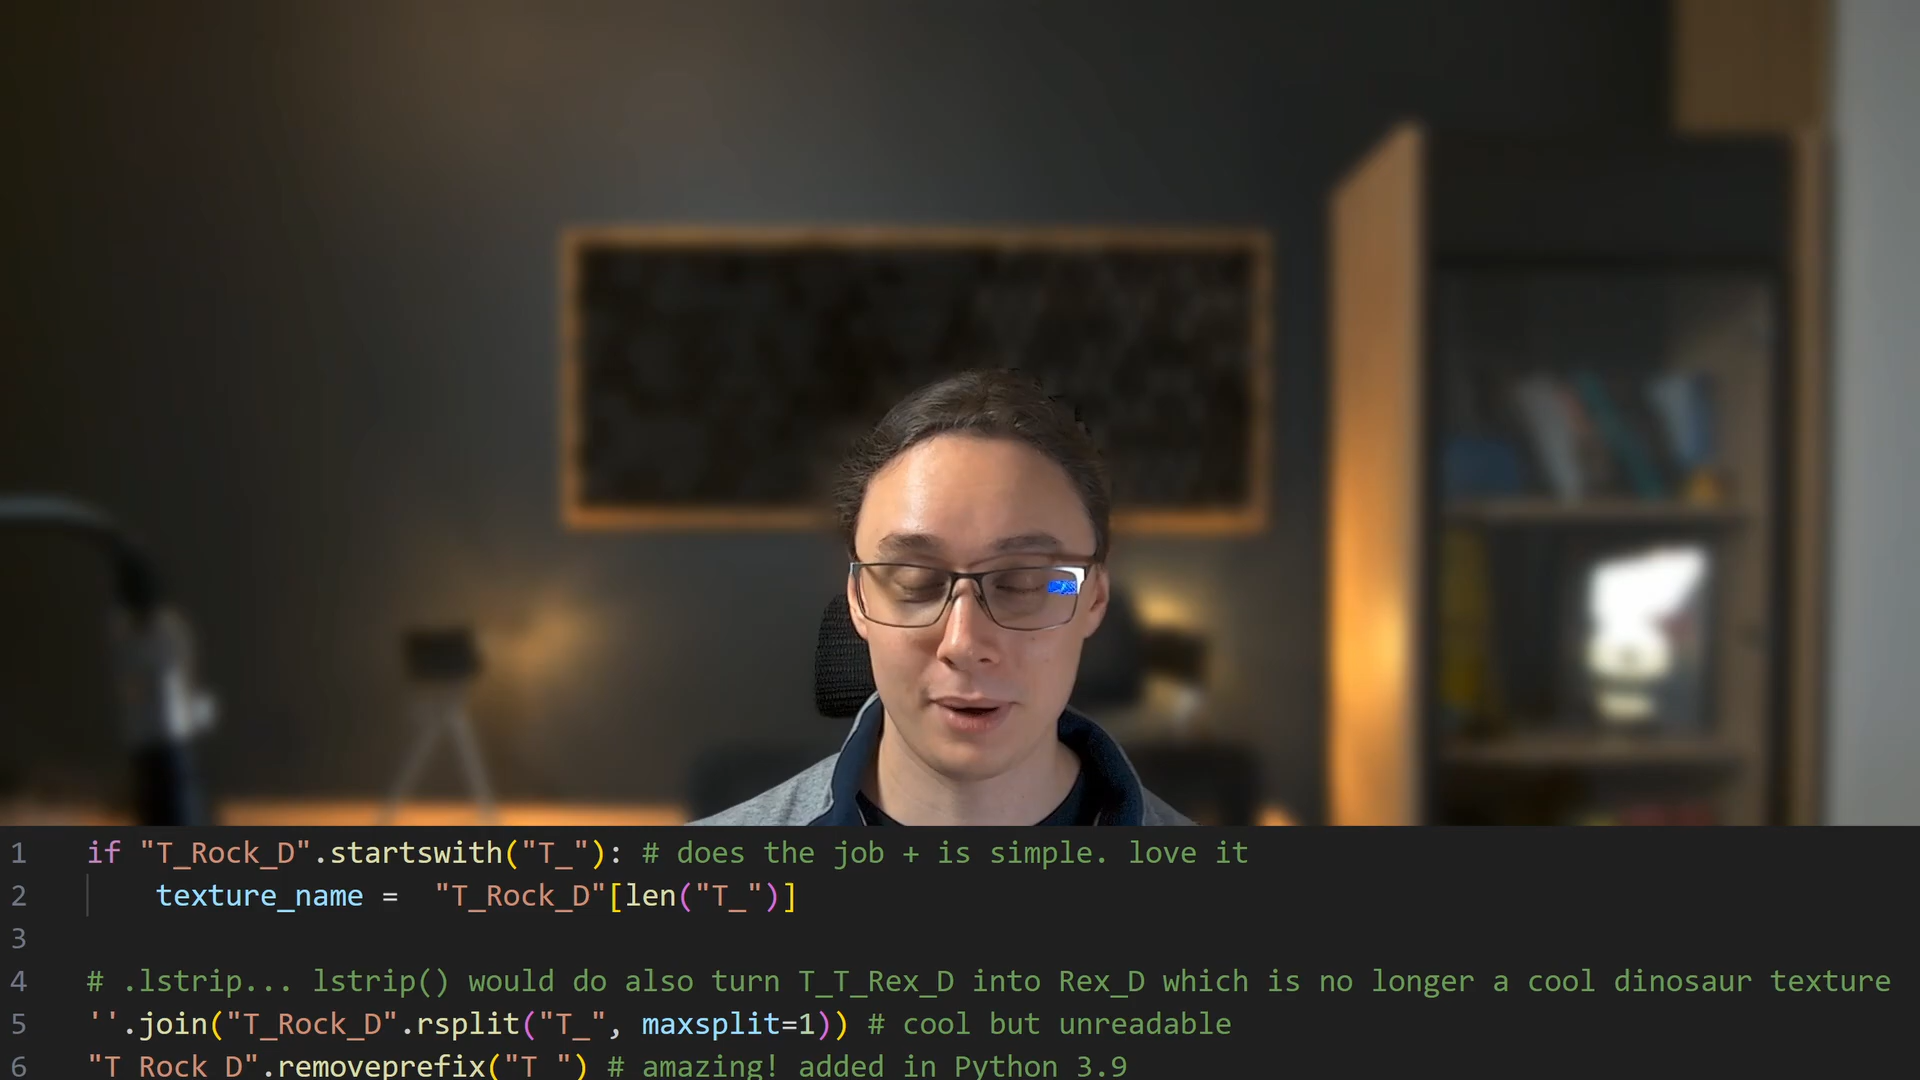 1 if "T_Rock_D".startswith("T_"): # does the job + is simple. love it
2 texture_name =  "T_Rock_D"[len("T_")]
3
4 # .lstrip... lstrip() would do also turn T_T_Rex_D into Rex_D which is no longer a cool dinosaur texture
5 ''.join("T_Rock_D".rsplit("T_", maxsplit=1)) # cool but unreadable
6 "T_Rock_D".removeprefix("T_") # amazing! added in Python 3.9